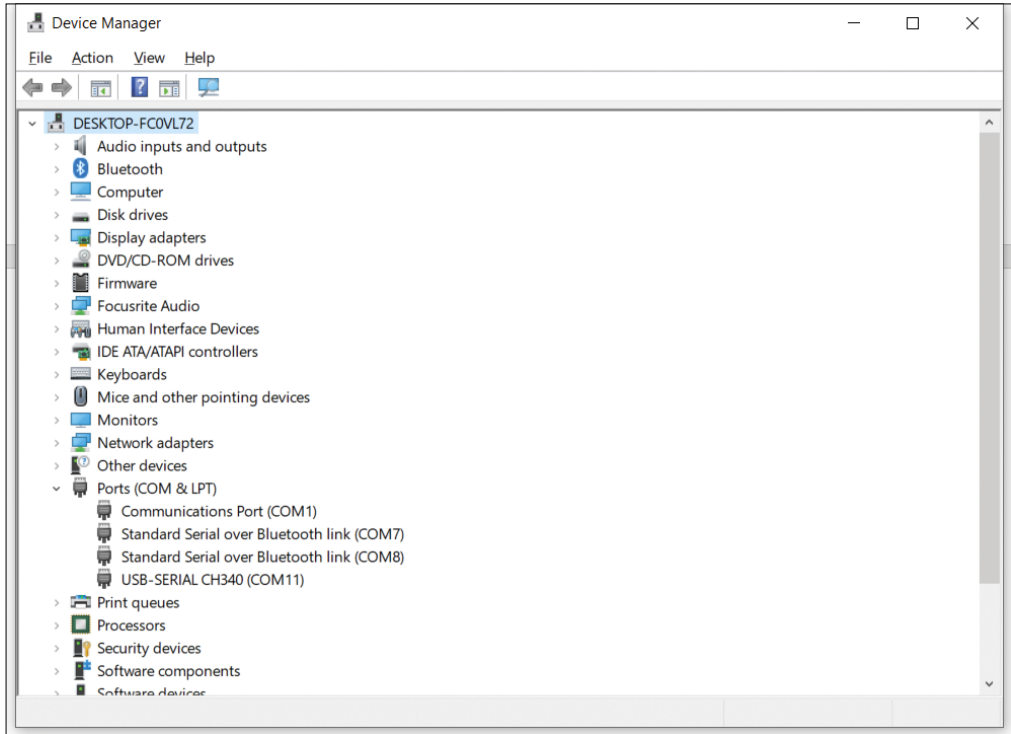 Device Manager
File Action View Help
DESKTOP-FC0VL72
Audio inputs and outputs
Bluetooth
Computer
Disk drives
Display adapters
DVD/CD-ROM drives
Firmware
Focusrite Audio
Human Interface Devices
IDE ATA/ATAPI controllers
Keyboards
Mice and other pointing devices
Monitors
Network adapters
Other devices
Ports (COM & LPT)
Communications Port (COM1)
Standard Serial over Bluetooth link (COM7)
Standard Serial over Bluetooth link (COM8)
USB-SERIAL CH340 (COM11)
Print queues
Processors
Security devices
Software components
Software devices